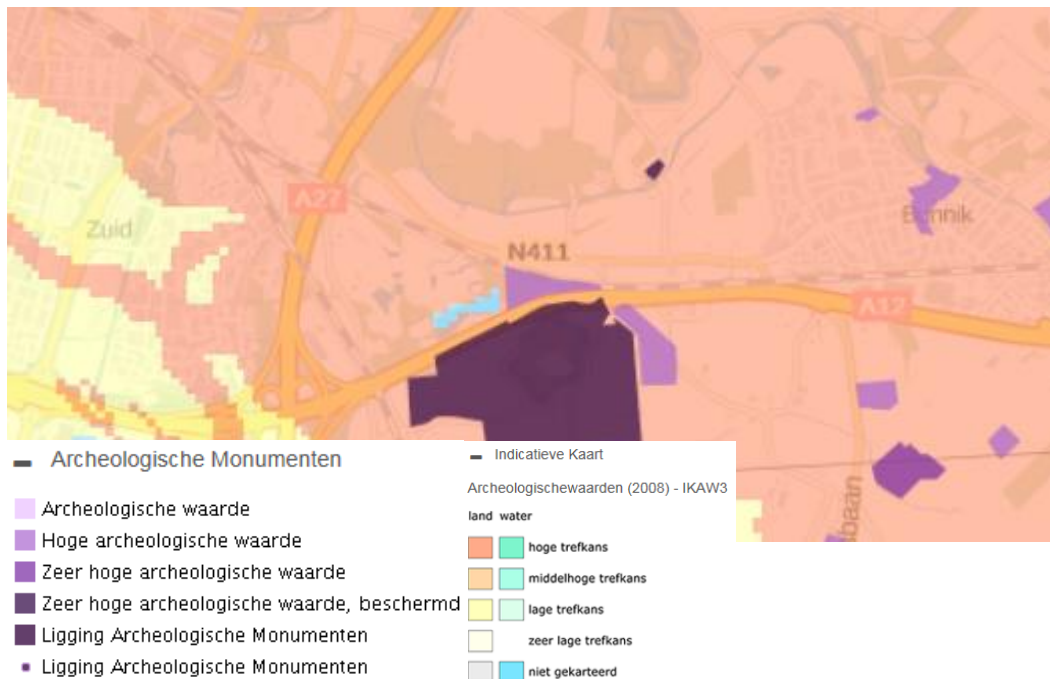 A27
Zuid
Bunnik
N411
A12
baan
Archeologische Monumenten
Archeologische waarde
Hoge archeologische waarde
Zeer hoge archeologische waarde
Zeer hoge archeologische waarde, beschermd
Ligging Archeologische Monumenten
Ligging Archeologische Monumenten
Indicatieve Kaart
Archeologischewaarden (2008) - IKAW3
land water
hoge trefkans
middelhoge trefkans
lage trefkans
zeer lage trefkans
niet gekarteerd